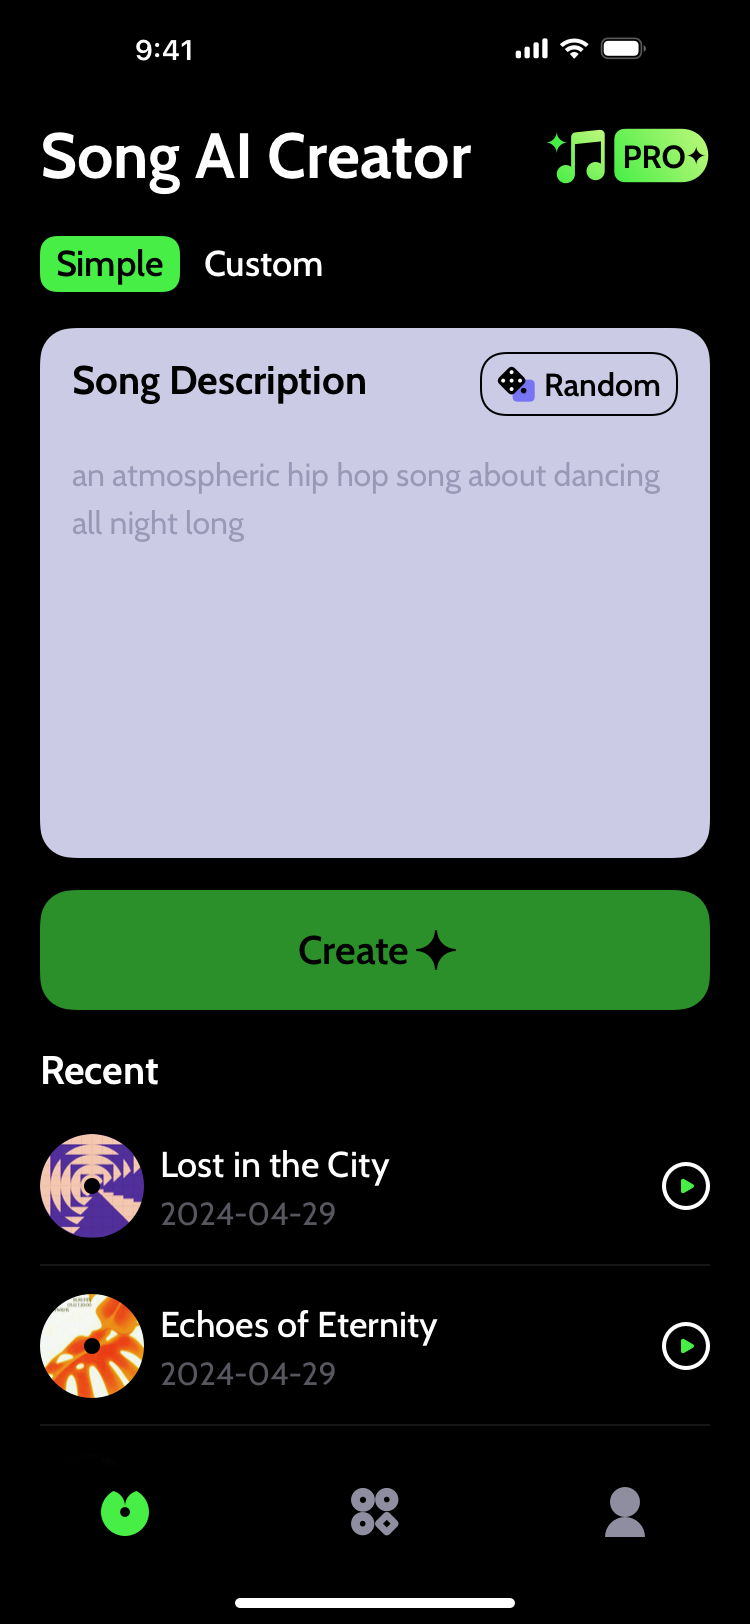 9:41
Song AI Creator
PRO
Simple
Custom
Song Description
Random
an atmospheric hip hop song about dancing
all night long
Create
Recent
Lost in the City
2024-04-29
Echoes of Eternity
2024-04-29